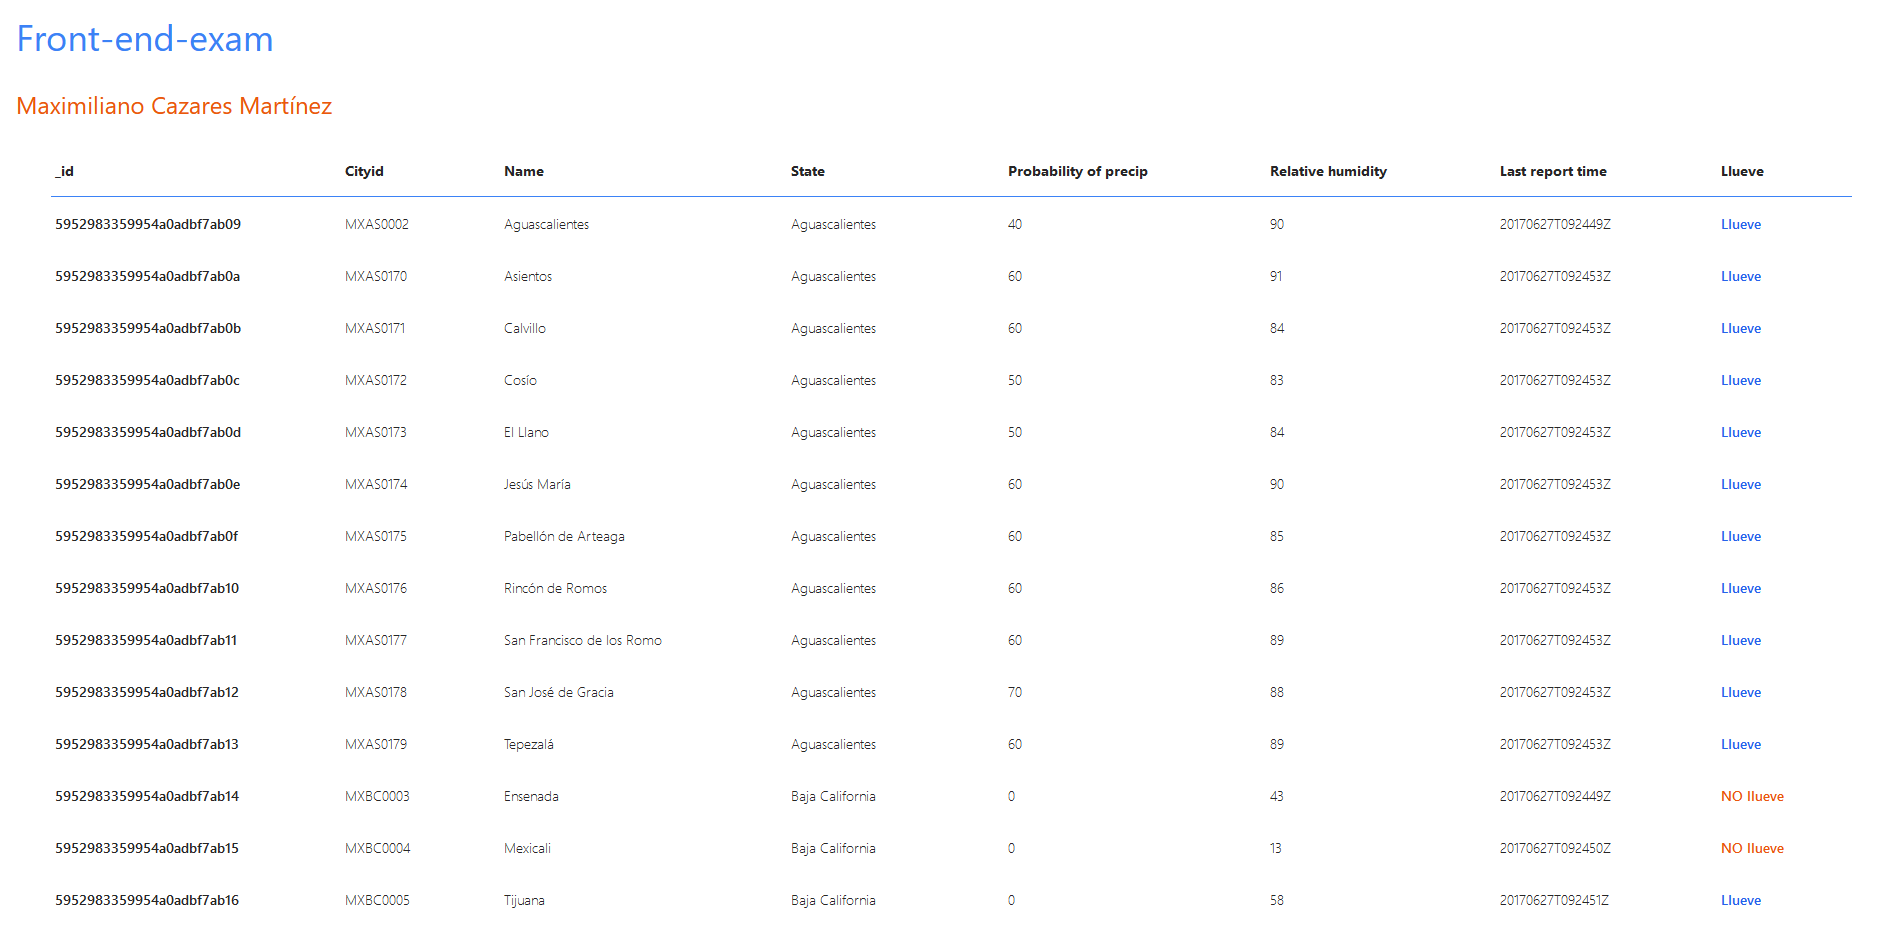 Front-end-exam
Maximiliano Cazares Martínez
_id Cityid Name State Probability of precip Relative humidity Last report time Llueve
5952983359954a0adbf7ab09 MXAS0002 Aguascalientes Aguascalientes 40 90 20170627T092449Z Llueve
5952983359954a0adbf7ab0a MXAS0170 Asientos Aguascalientes 60 91 20170627T092453Z Llueve
5952983359954a0adbf7ab0b MXAS0171 Calvillo Aguascalientes 60 84 20170627T092453Z Llueve
5952983359954a0adbf7ab0c MXAS0172 Cosío Aguascalientes 50 83 20170627T092453Z Llueve
5952983359954a0adbf7ab0d MXAS0173 El Llano Aguascalientes 50 84 20170627T092453Z Llueve
5952983359954a0adbf7ab0e MXAS0174 Jesús María Aguascalientes 60 90 20170627T092453Z Llueve
5952983359954a0adbf7ab0f MXAS0175 Pabellón de Arteaga Aguascalientes 60 85 20170627T092453Z Llueve
5952983359954a0adbf7ab10 MXAS0176 Rincón de Romos Aguascalientes 60 86 20170627T092453Z Llueve
5952983359954a0adbf7ab11 MXAS0177 San Francisco de los Romo Aguascalientes 60 89 20170627T092453Z Llueve
5952983359954a0adbf7ab12 MXAS0178 San José de Gracia Aguascalientes 70 88 20170627T092453Z Llueve
5952983359954a0adbf7ab13 MXAS0179 Tepezalá Aguascalientes 60 89 20170627T092453Z Llueve
5952983359954a0adbf7ab14 MXBC0003 Ensenada Baja California 0 43 20170627T092449Z NO llueve
5952983359954a0adbf7ab15 MXBC0004 Mexicali Baja California 0 13 20170627T092450Z NO llueve
5952983359954a0adbf7ab16 MXBC0005 Tijuana Baja California 0 58 20170627T092451Z Llueve